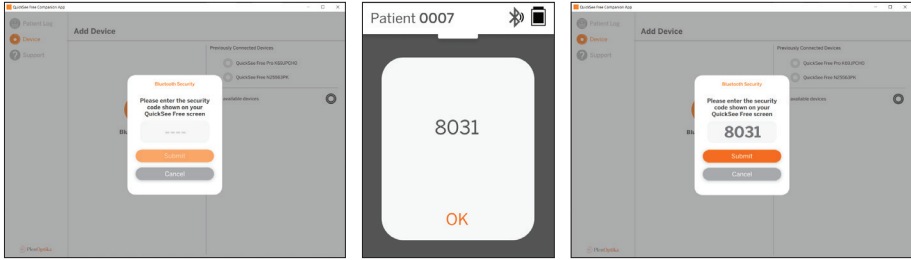 QuickSee Free Companion App
Patient Log
Device
Support
Add Device
Previously Connected Devices
QuickSee Free Pro
QuickSee Free
available devices
Bluetooth Security
Please enter the security
code shown on your
QuickSee Free screen
----
Submit
Cancel
PlenOptika
Patient 0007
8031
OK
QuickSee Free Companion App
Patient Log
Device
Support
Add Device
Previously Connected Devices
QuickSee Free Pro
QuickSee Free
available devices
Bluetooth Security
Please enter the security
code shown on your
QuickSee Free screen
8031
Submit
Cancel
PlenOptika